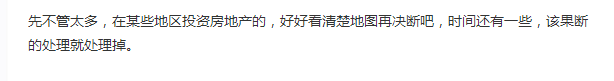 先不管太多，在某些地区投资房地产的，好好看清楚地图再决断吧，时间还有一些，该果断
的处理就处理掉。